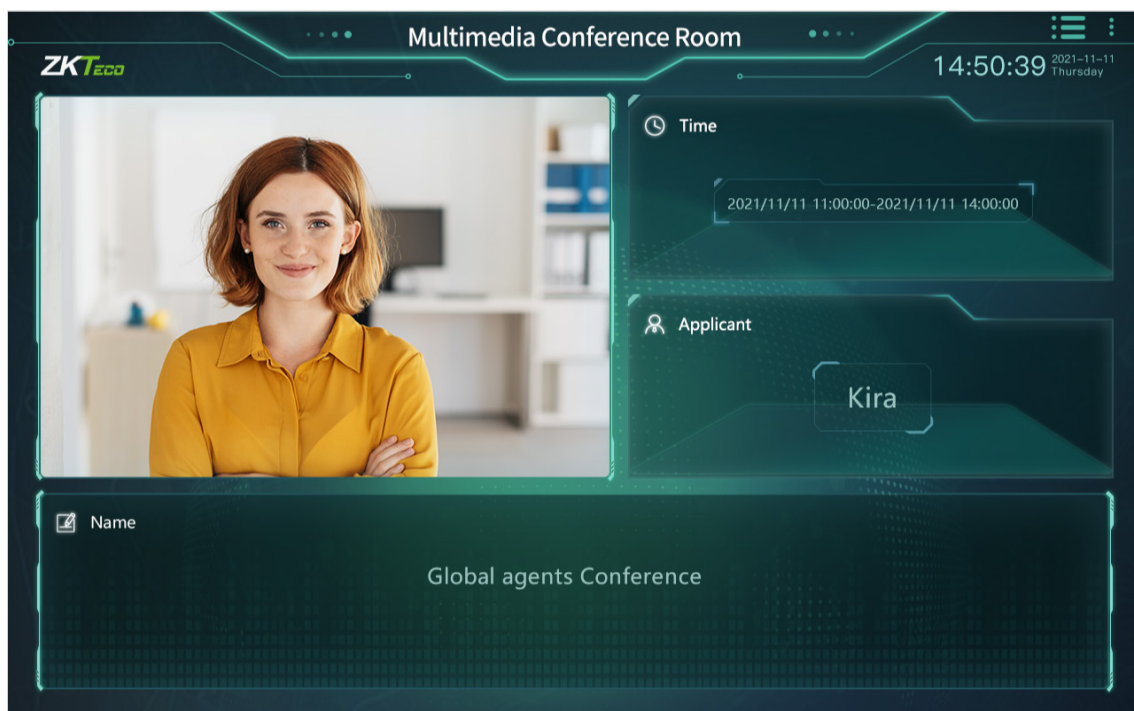 Multimedia Conference Room
ZKTeco
14:50:39
2021-11-11
Thursday
Time
2021/11/11 11:00:00-2021/11/11 14:00:00
Applicant
Kira
Name
Global agents Conference